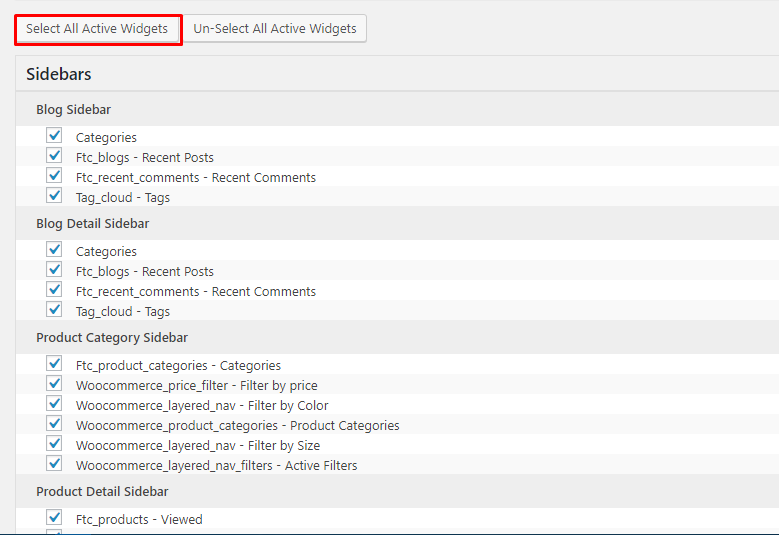 Select All Active Widgets Un-Select All Active Widgets
Sidebars
Blog Sidebar
Categories
Ftc_blogs - Recent Posts
Ftc_recent_comments - Recent Comments
Tag_cloud - Tags
Blog Detail Sidebar
Categories
Ftc_blogs - Recent Posts
Ftc_recent_comments - Recent Comments
Tag_cloud - Tags
Product Category Sidebar
Ftc_product_categories - Categories
Woocommerce_price_filter - Filter by price
Woocommerce_layered_nav - Filter by Color
Woocommerce_product_categories - Product Categories
Woocommerce_layered_nav - Filter by Size
Woocommerce_layered_nav_filters - Active Filters
Product Detail Sidebar
Ftc_products - Viewed